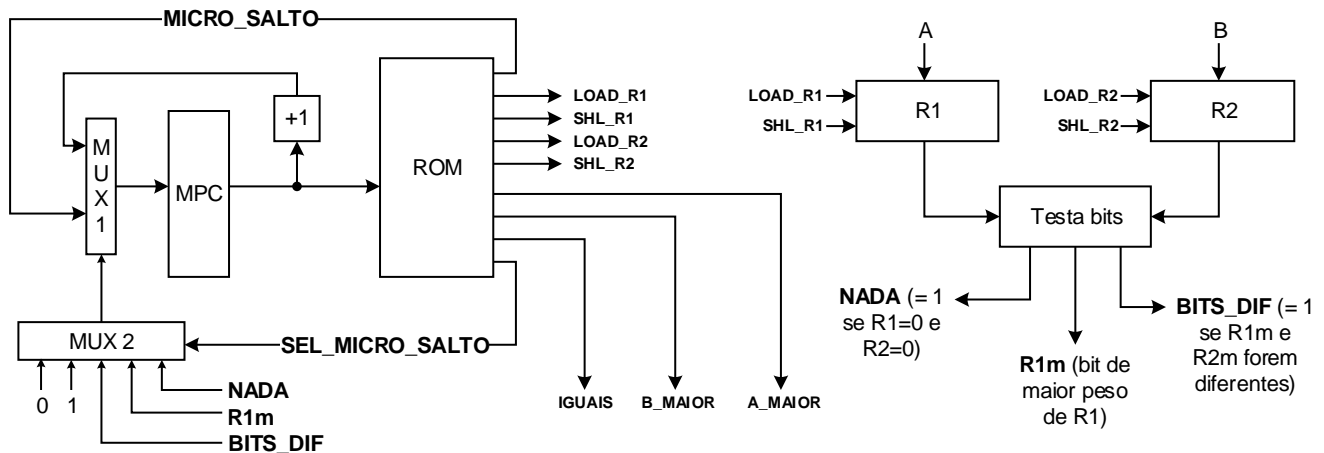 MICRO_SALTO
M
U
X
1
MPC
+1
ROM
LOAD_R1
SHL_R1
LOAD_R2
SHL_R2
MUX 2
SEL_MICRO_SALTO
0
1
NADA
R1m
BITS_DIF
IGUAIS
B_MAIOR
A_MAIOR
A
LOAD_R1
SHL_R1
R1
B
LOAD_R2
SHL_R2
R2
Testa bits
NADA (= 1
se R1=0 e
R2=0)
R1m (bit de
maior peso
de R1)
BITS_DIF (= 1
se R1m e
R2m forem
diferentes)